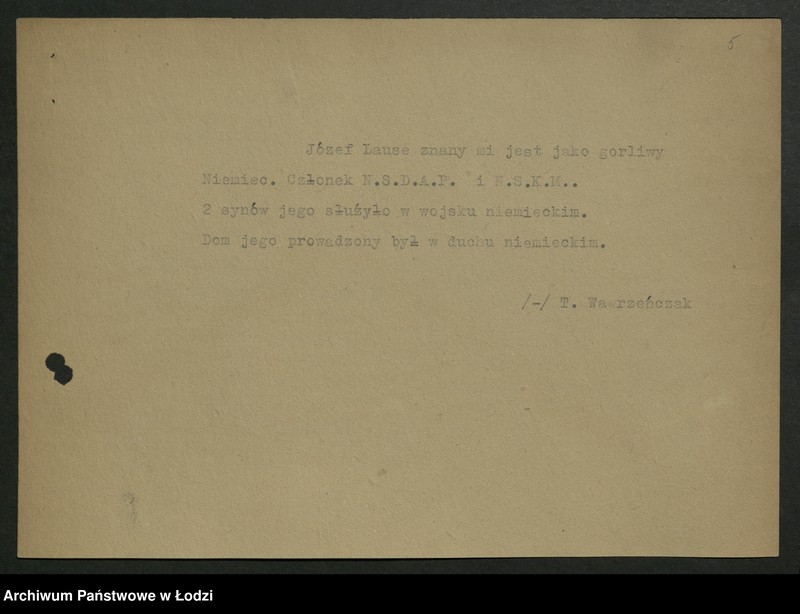 5
Józef Lause znany mi jest jako gorliwy
Niemiec. Członek N.S.D.A.P. i N.S.K.M..
2 synów jego służyło w wojsku niemieckim.
Dom jego prowadzony był w duchu niemieckim.
/-/ T. Wawrzeńczak
Archiwum Państwowe w Łodzi